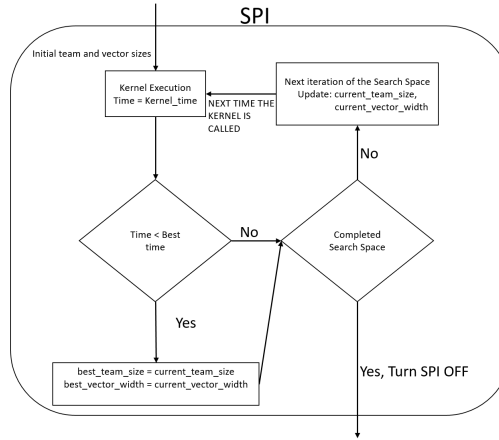 SPI
Initial team and vector sizes
Kernel Execution
Time = Kernel_time
NEXT TIME THE
KERNEL IS
CALLED
Next iteration of the Search Space
Update: current_team_size,
current_vector_width
No
Time < Best
time
No
Completed
Search Space
Yes
best_team_size = current_team_size
best_vector_width = current_vector_width
Yes, Turn SPI OFF